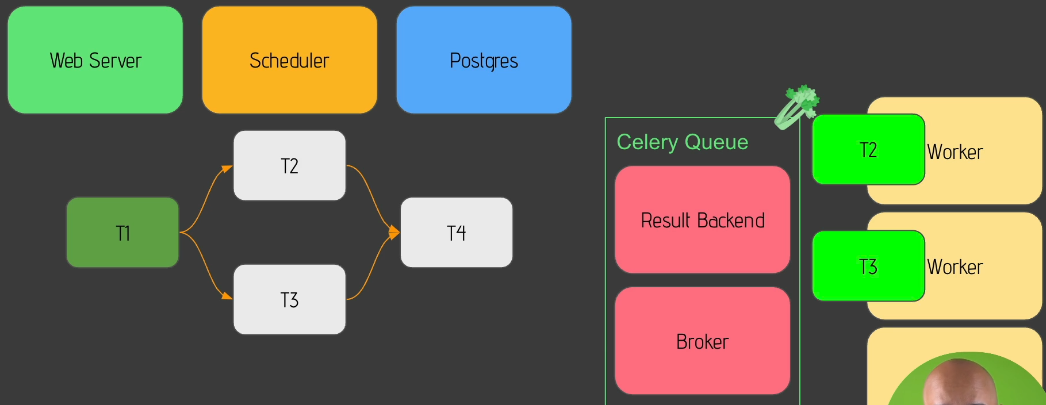 Web Server
Scheduler
Postgres
T1
T2
T3
T4
Celery Queue
Result Backend
Broker
T2
Worker
T3
Worker